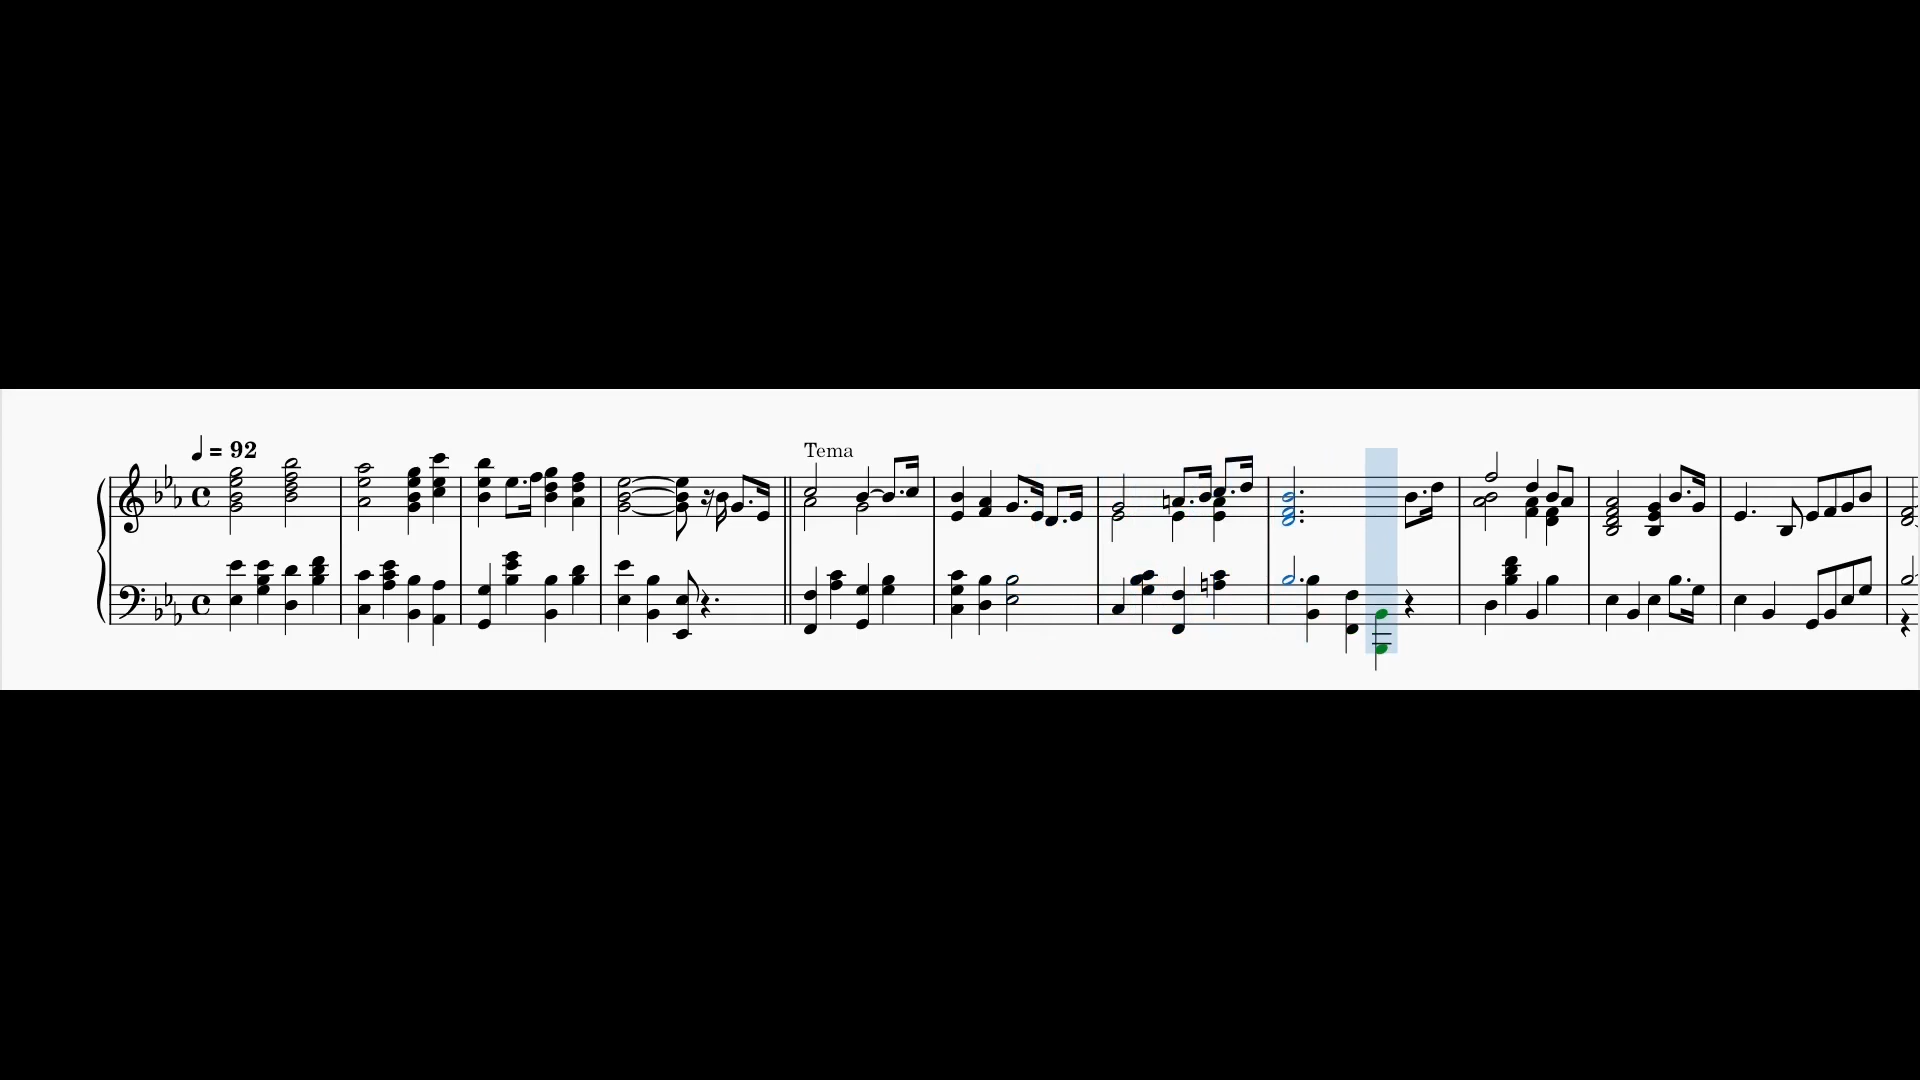 ♩ = 92
Tema